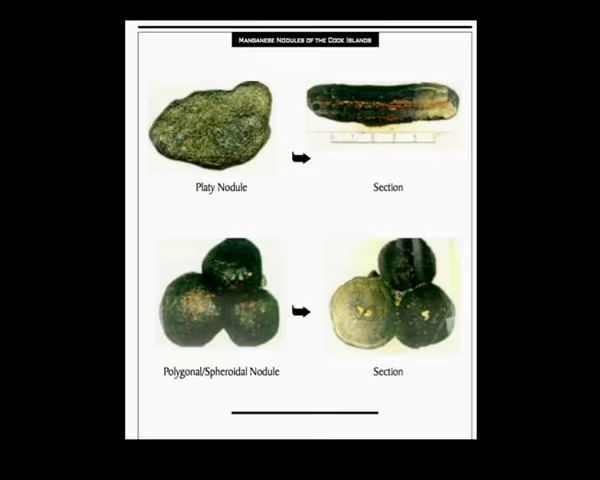 MANGANESE NODULES OF THE COOK ISLANDS
Platy Nodule
Section
Polygonal/Spheroidal Nodule
Section